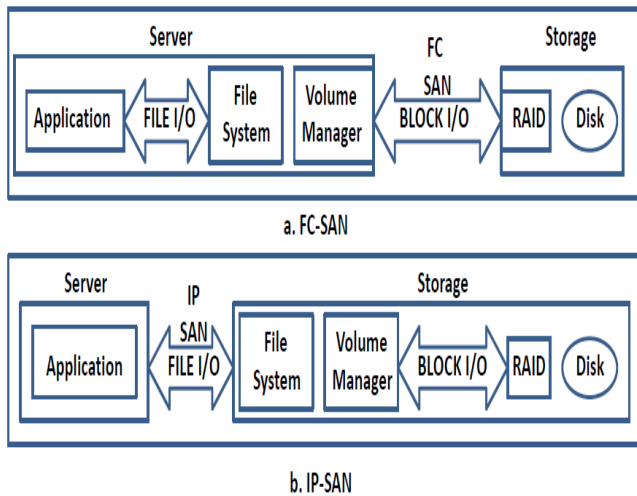 Server
FC
Storage
SAN
Application
FILE I/O
File
System
Volume
Manager
BLOCK I/O
RAID
Disk
a. FC-SAN
Server
IP
Storage
SAN
Application
FILE I/O
File
System
Volume
Manager
BLOCK I/O
RAID
Disk
b. IP-SAN